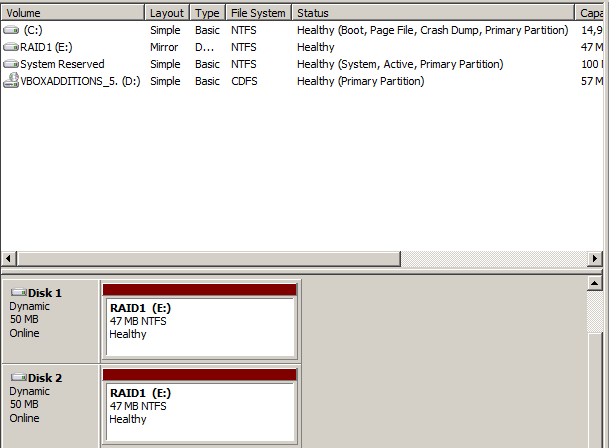 Volume Layout Type File System Status Capa
(C:) Simple Basic NTFS Healthy (Boot, Page File, Crash Dump, Primary Partition) 14,9
RAID1 (E:) Mirror D... NTFS Healthy 47 M
System Reserved Simple Basic NTFS Healthy (System, Active, Primary Partition) 100 M
VBOXADDITIONS_5. (D:) Simple Basic CDFS Healthy (Primary Partition) 57 M
Disk 1
Dynamic
50 MB
Online
RAID1 (E:)
47 MB NTFS
Healthy
Disk 2
Dynamic
50 MB
Online
RAID1 (E:)
47 MB NTFS
Healthy